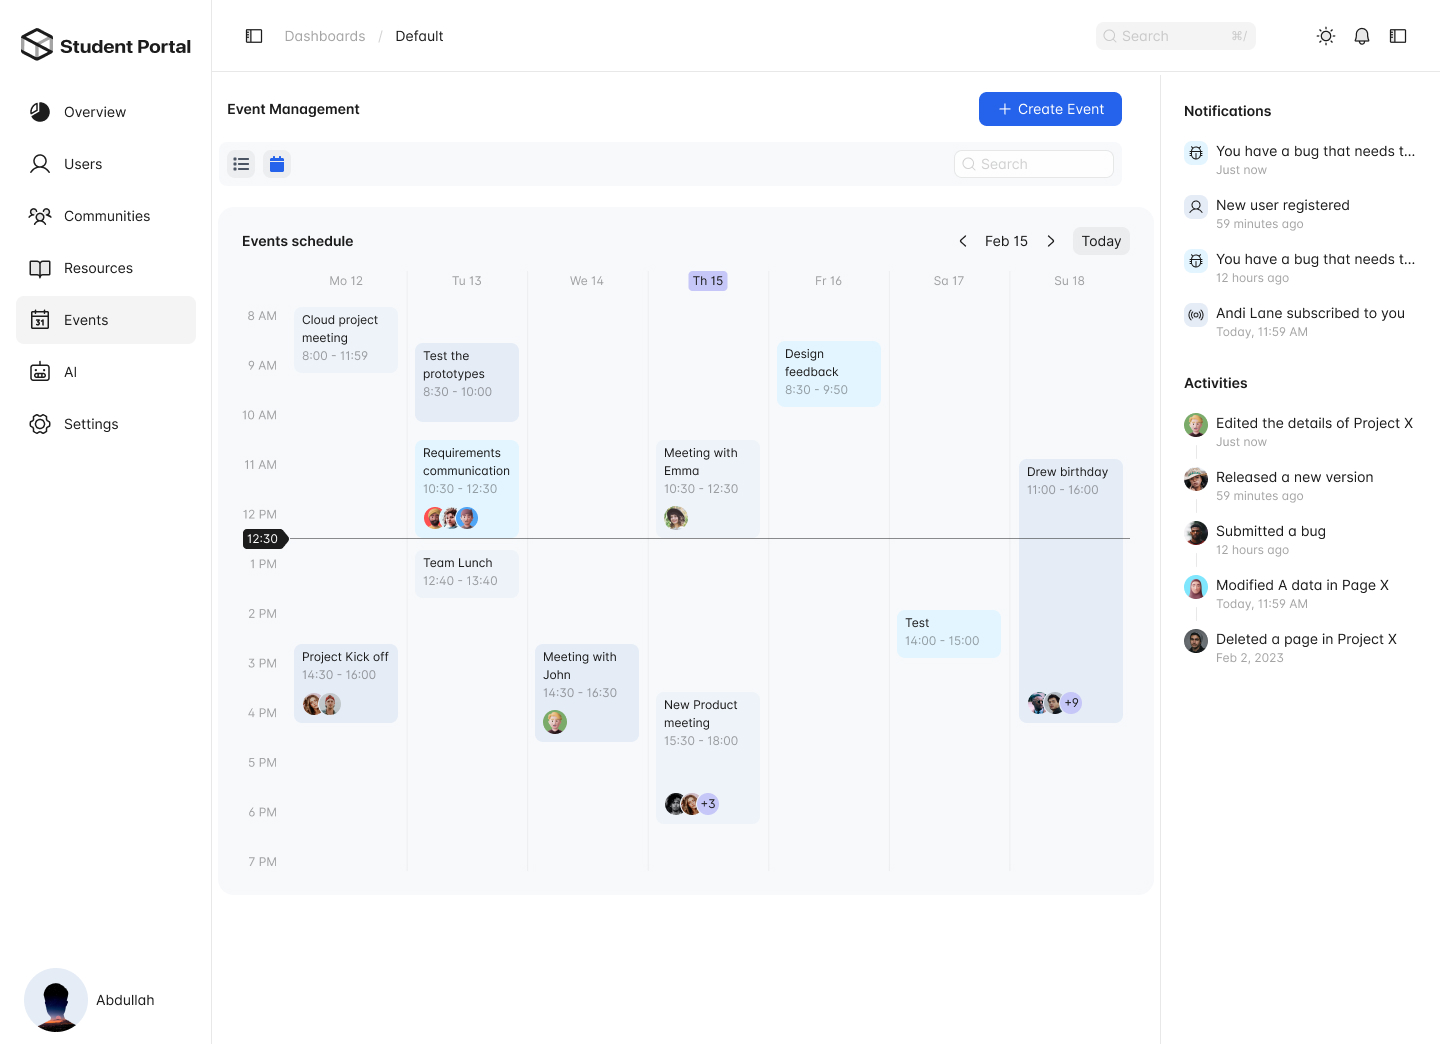 Student Portal
Overview
Users
Communities
Resources
31
Events
AI
Settings
Abdullah
Dashboards / Default
Search ⌘/
Event Management
+ Create Event
Search
Events schedule
Feb 15
Today
Mo 12 Tu 13 We 14 Th 15 Fr 16 Sa 17 Su 18
8 AM
9 AM
10 AM
11 AM
12 PM
12:30
1 PM
2 PM
3 PM
4 PM
5 PM
6 PM
7 PM
Cloud project
meeting
8:00 - 11:59
Project Kick off
14:30 - 16:00
Test the
prototypes
8:30 - 10:00
Requirements
communication
10:30 - 12:30
Team Lunch
12:40 - 13:40
Meeting with
John
14:30 - 16:30
Meeting with
Emma
10:30 - 12:30
New Product
meeting
15:30 - 18:00
+3
Design
feedback
8:30 - 9:50
Test
14:00 - 15:00
Drew birthday
11:00 - 16:00
+9
Notifications
You have a bug that needs t...
Just now
New user registered
59 minutes ago
You have a bug that needs t...
12 hours ago
Andi Lane subscribed to you
Today, 11:59 AM
Activities
Edited the details of Project X
Just now
Released a new version
59 minutes ago
Submitted a bug
12 hours ago
Modified A data in Page X
Today, 11:59 AM
Deleted a page in Project X
Feb 2, 2023